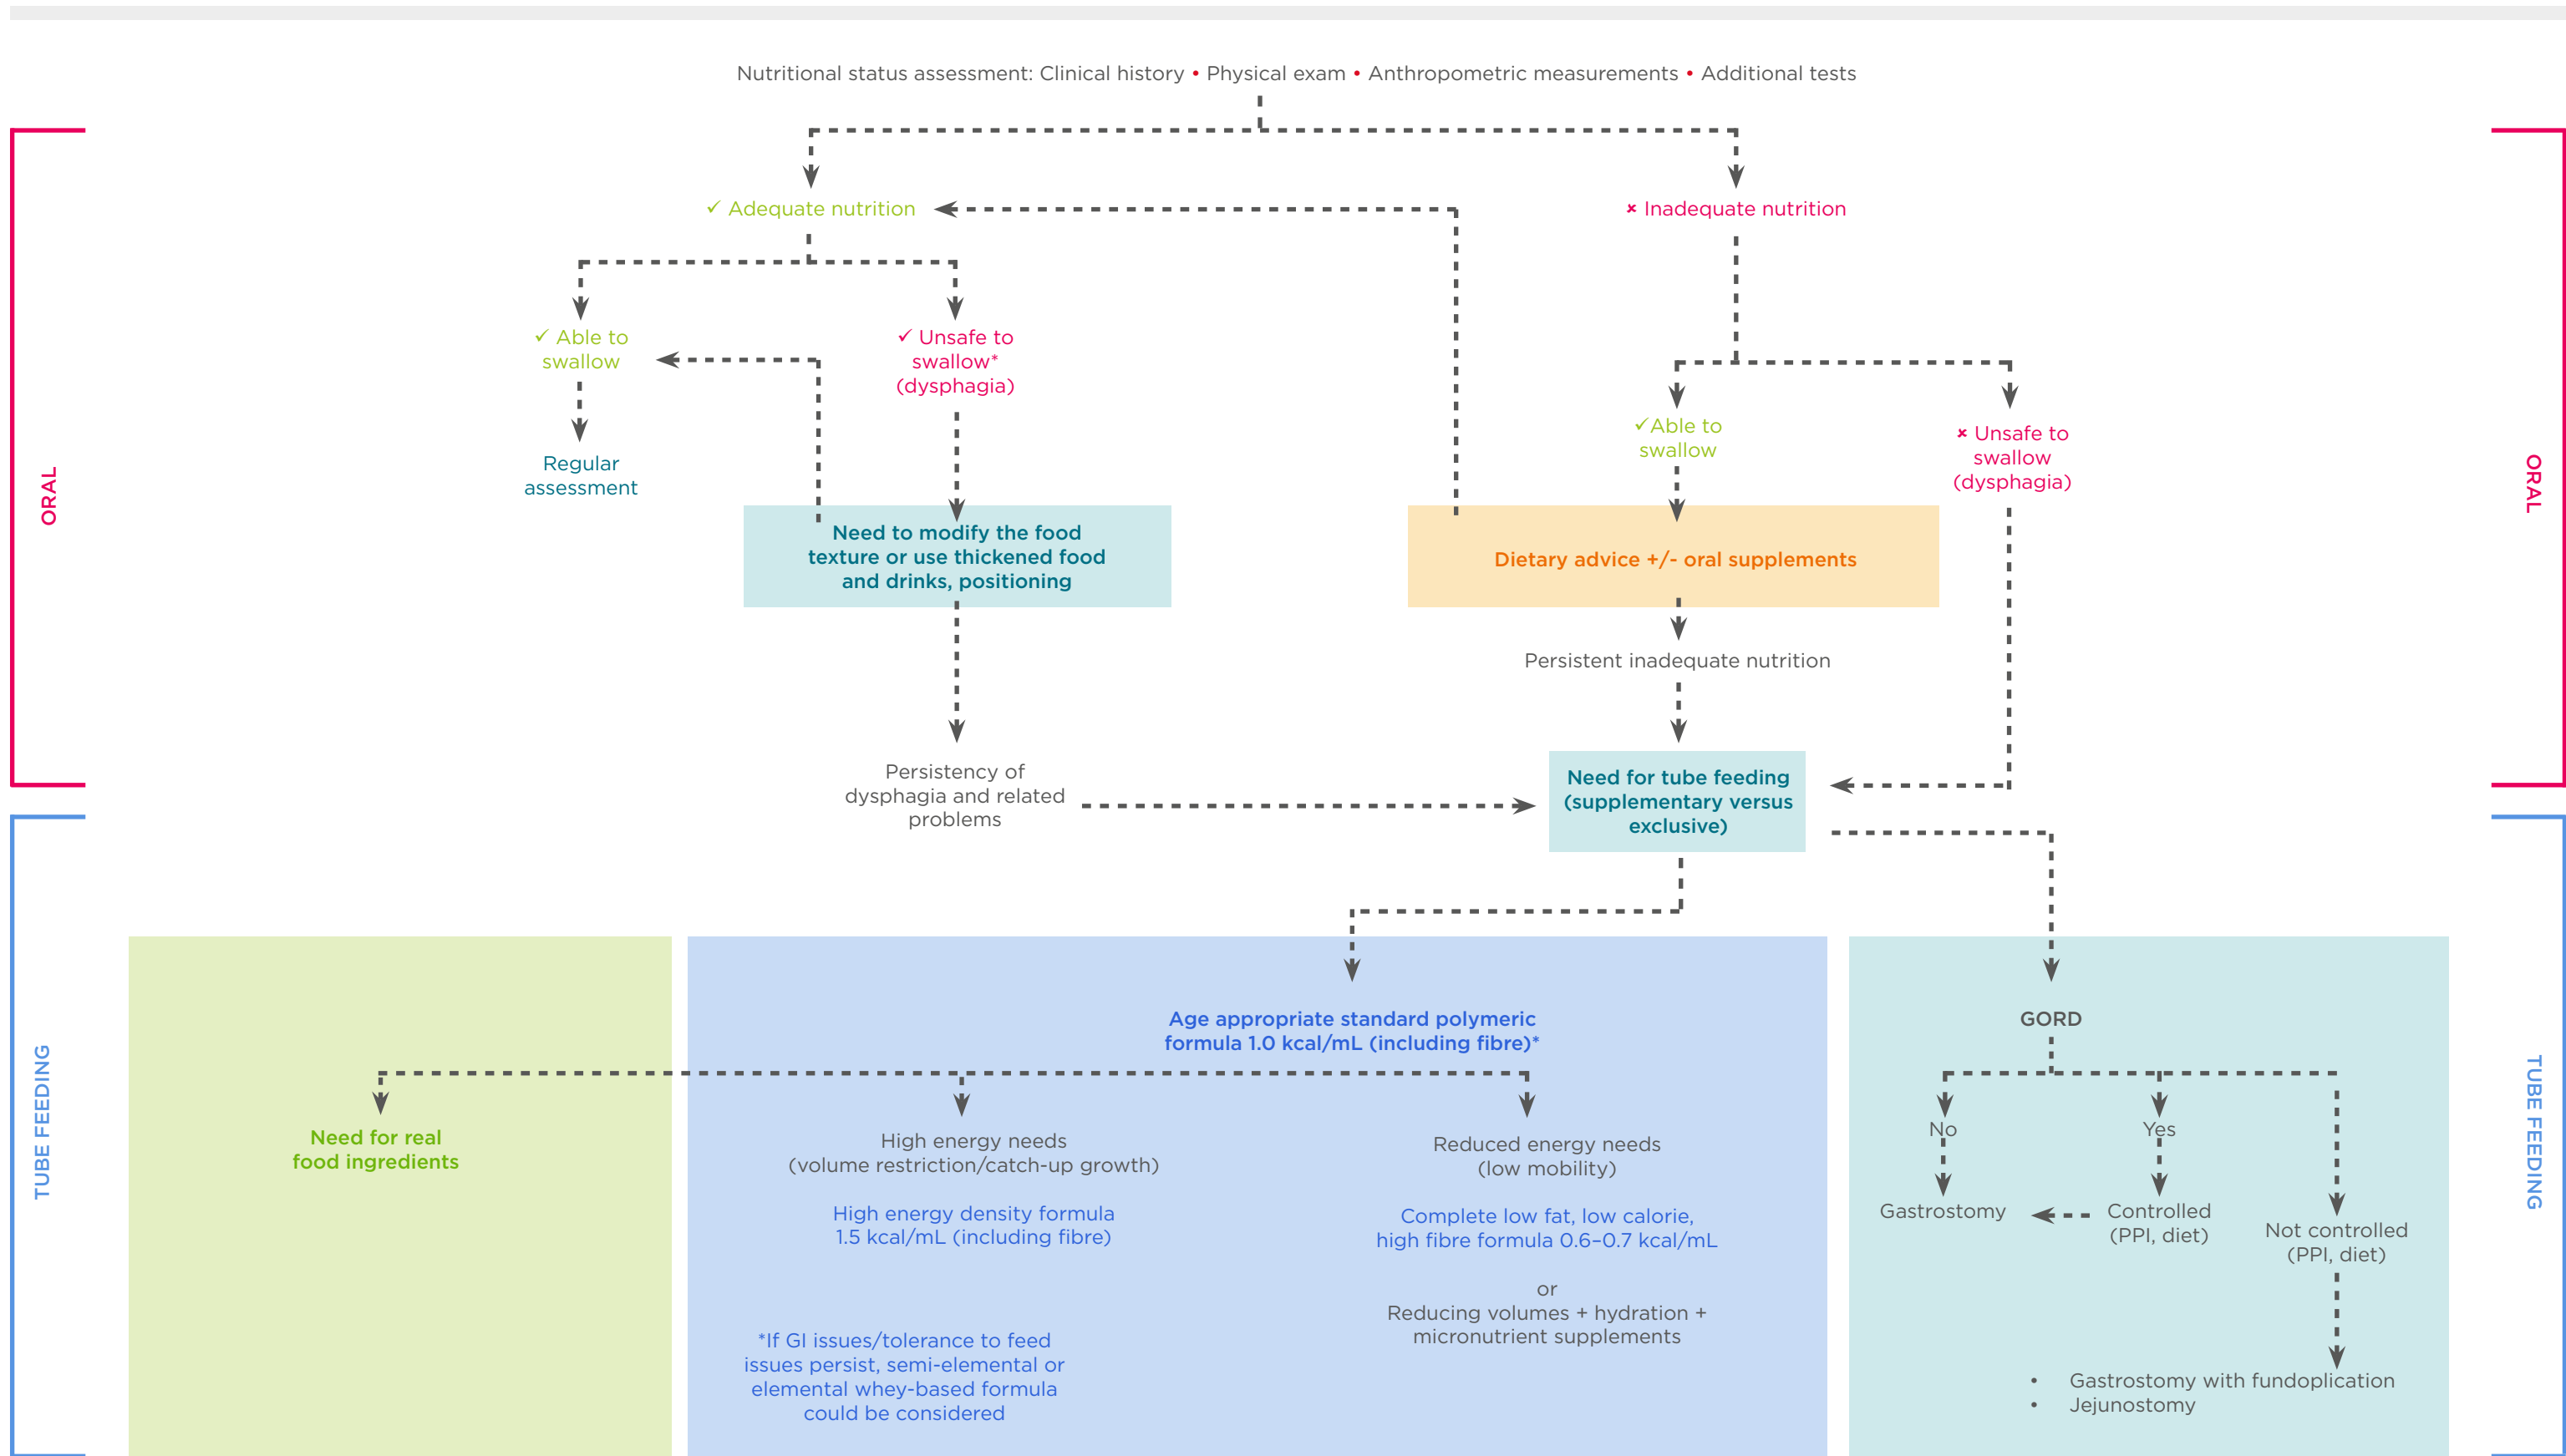 Nutritional status assessment: Clinical history • Physical exam • Anthropometric measurements • Additional tests
ORAL
ORAL
✓ Adequate nutrition
✗ Inadequate nutrition
✓ Able to
swallow
✓ Unsafe to
swallow*
(dysphagia)
✓Able to
swallow
✗ Unsafe to
swallow
(dysphagia)
Regular
assessment
Need to modify the food
texture or use thickened food
and drinks, positioning
Dietary advice +/- oral supplements
Persistent inadequate nutrition
Persistency of
dysphagia and related
problems
Need for tube feeding
(supplementary versus
exclusive)
TUBE FEEDING
TUBE FEEDING
Age appropriate standard polymeric
formula 1.0 kcal/mL (including fibre)*
Need for real
food ingredients
High energy needs
(volume restriction/catch-up growth)
High energy density formula
1.5 kcal/mL (including fibre)
*If GI issues/tolerance to feed
issues persist, semi-elemental or
elemental whey-based formula
could be considered
Reduced energy needs
(low mobility)
Complete low fat, low calorie,
high fibre formula 0.6–0.7 kcal/mL
or
Reducing volumes + hydration +
micronutrient supplements
GORD
No
Yes
Gastrostomy
Controlled
(PPI, diet)
Not controlled
(PPI, diet)
• Gastrostomy with fundoplication
• Jejunostomy